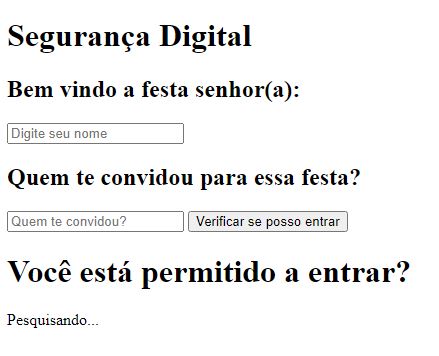 Segurança Digital
Bem vindo a festa senhor(a):
Digite seu nome
Quem te convidou para essa festa?
Quem te convidou? Verificar se posso entrar
Você está permitido a entrar?
Pesquisando...